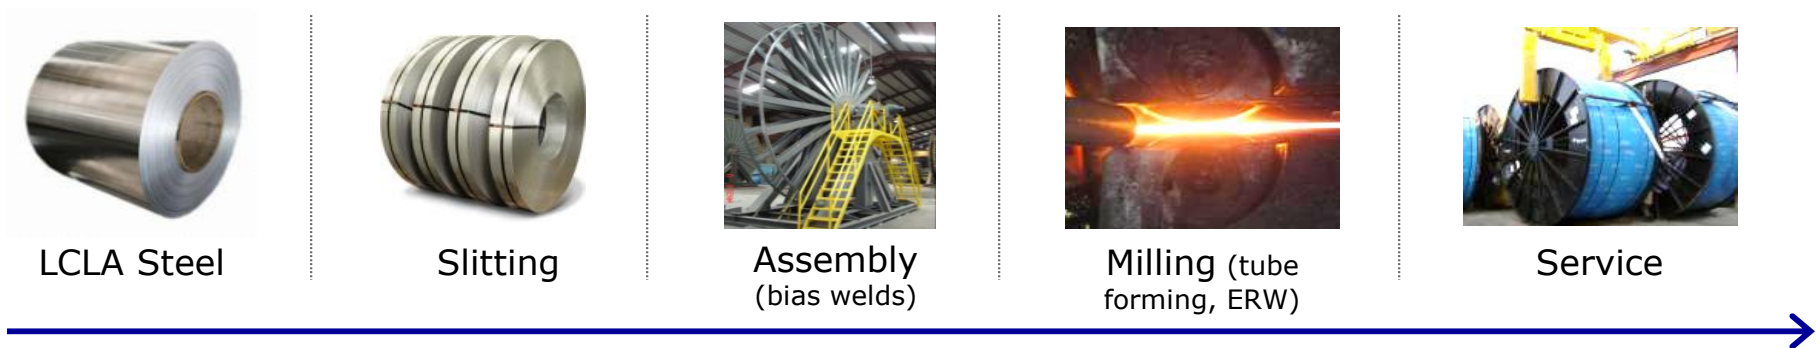 LCLA Steel
Slitting
Assembly
(bias welds)
Milling (tube
forming, ERW)
Service